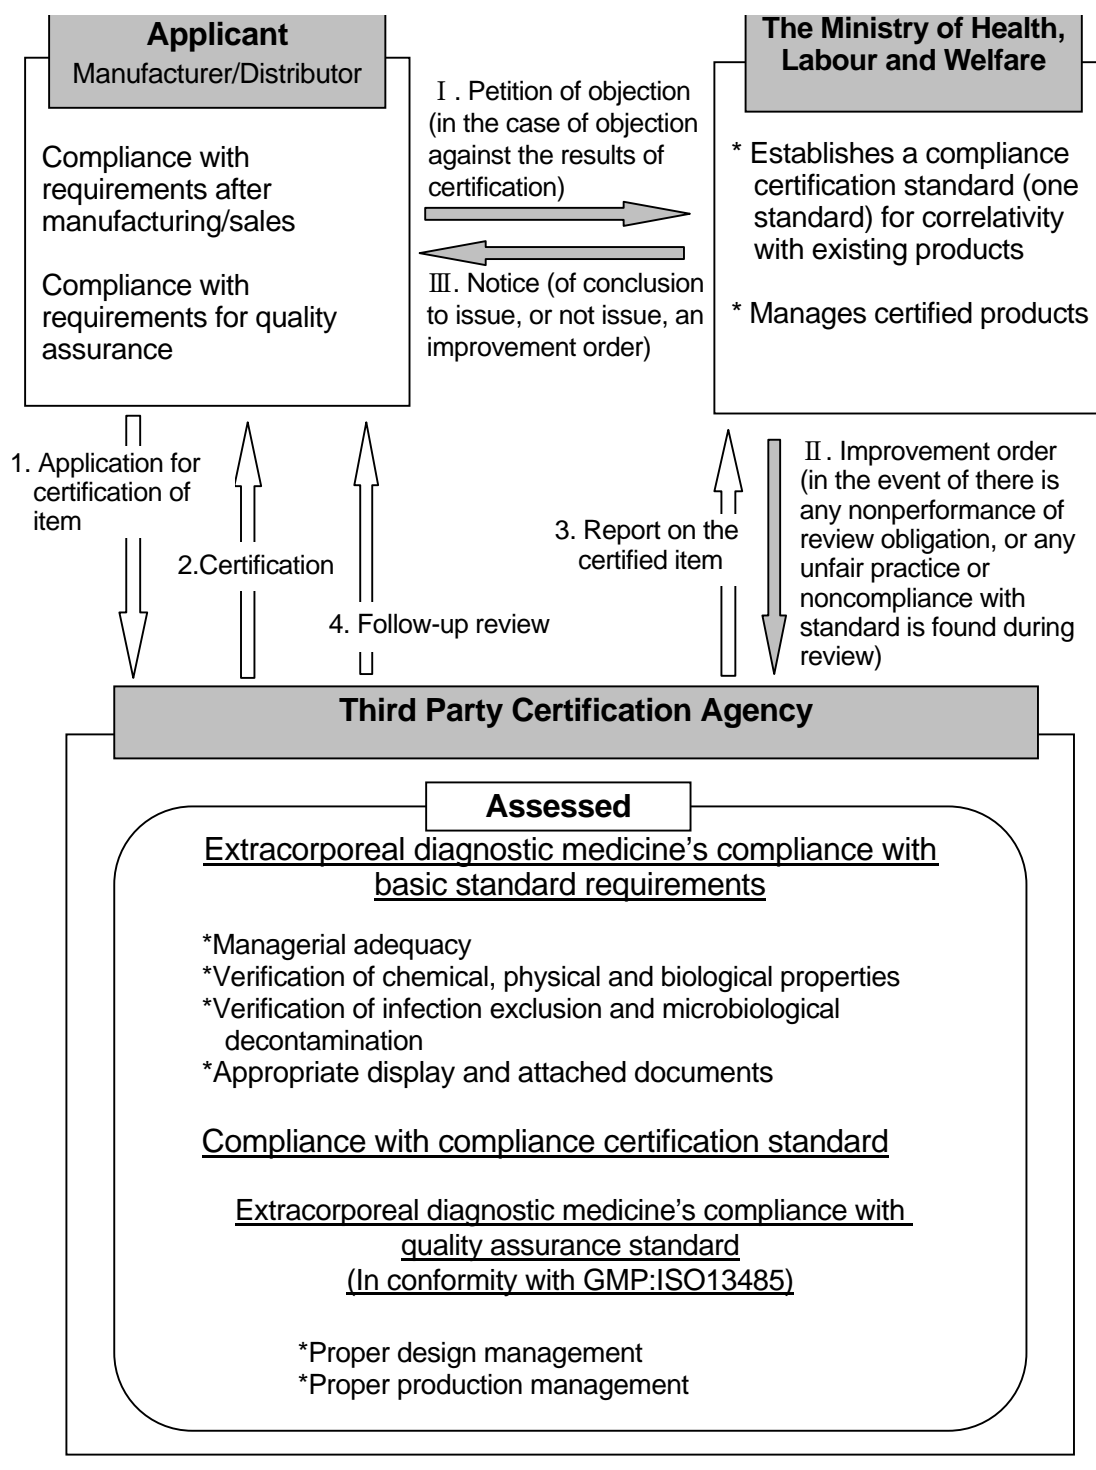 Applicant
Manufacturer/Distributor
Compliance with
requirements after
manufacturing/sales
Compliance with
requirements for quality
assurance
Ⅰ. Petition of objection
(in the case of objection
against the results of
certification)
Ⅲ. Notice (of conclusion
to issue, or not issue, an
improvement order)
The Ministry of Health,
Labour and Welfare
* Establishes a compliance
certification standard (one
standard) for correlativity
with existing products
* Manages certified products
1. Application for
certification of
item
2.Certification
4. Follow-up review
3. Report on the
certified item
Ⅱ. Improvement order
(in the event of there is
any nonperformance of
review obligation, or any
unfair practice or
noncompliance with
standard is found during
review)
Third Party Certification Agency
Assessed
Extracorporeal diagnostic medicine’s compliance with
basic standard requirements
*Managerial adequacy
*Verification of chemical, physical and biological properties
*Verification of infection exclusion and microbiological
decontamination
*Appropriate display and attached documents
Compliance with compliance certification standard
Extracorporeal diagnostic medicine’s compliance with
quality assurance standard
(In conformity with GMP:ISO13485)
*Proper design management
*Proper production management